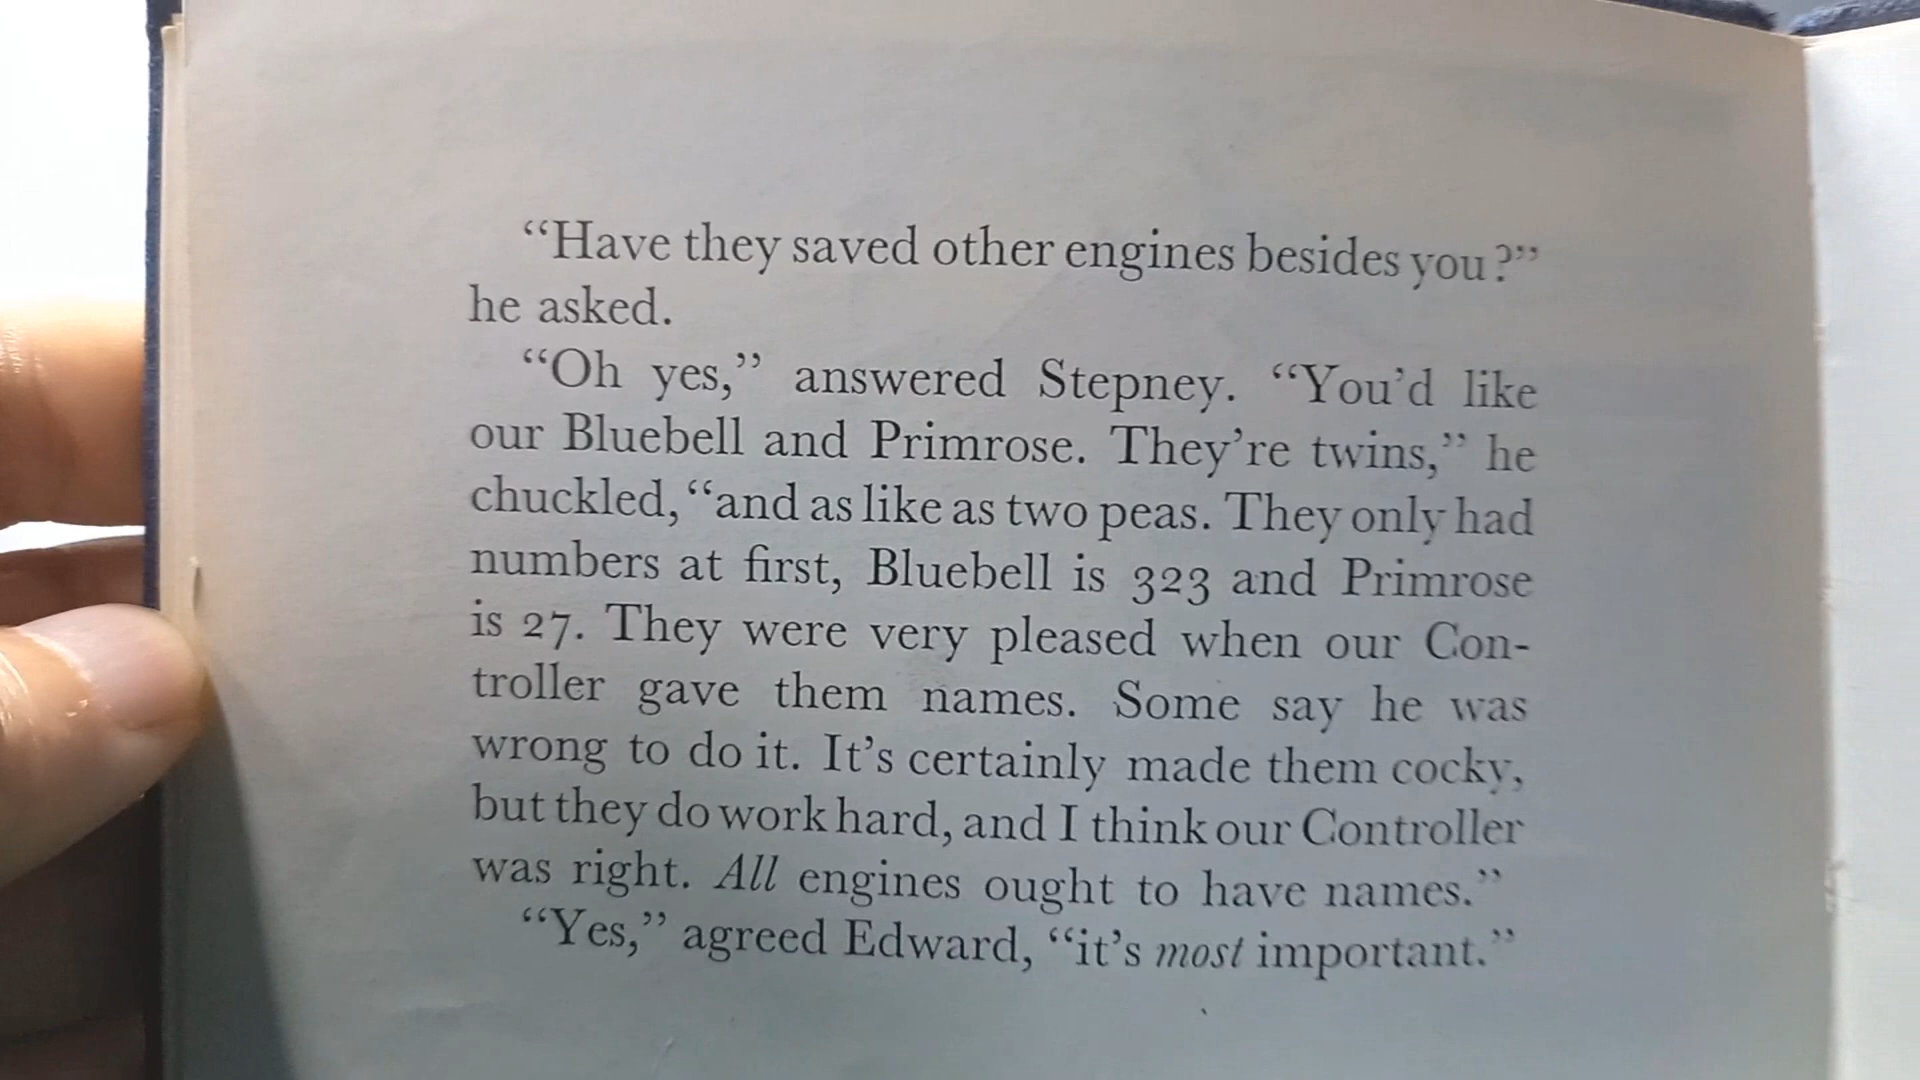 “Have they saved other engines besides you?”
he asked.
“Oh yes,” answered Stepney. “You’d like
our Bluebell and Primrose. They’re twins,” he
chuckled, “and as like as two peas. They only had
numbers at first, Bluebell is 323 and Primrose
is 27. They were very pleased when our Con-
troller gave them names. Some say he was
wrong to do it. It’s certainly made them cocky,
but they do work hard, and I think our Controller
was right. All engines ought to have names.”
“Yes,” agreed Edward, “it’s most important.”